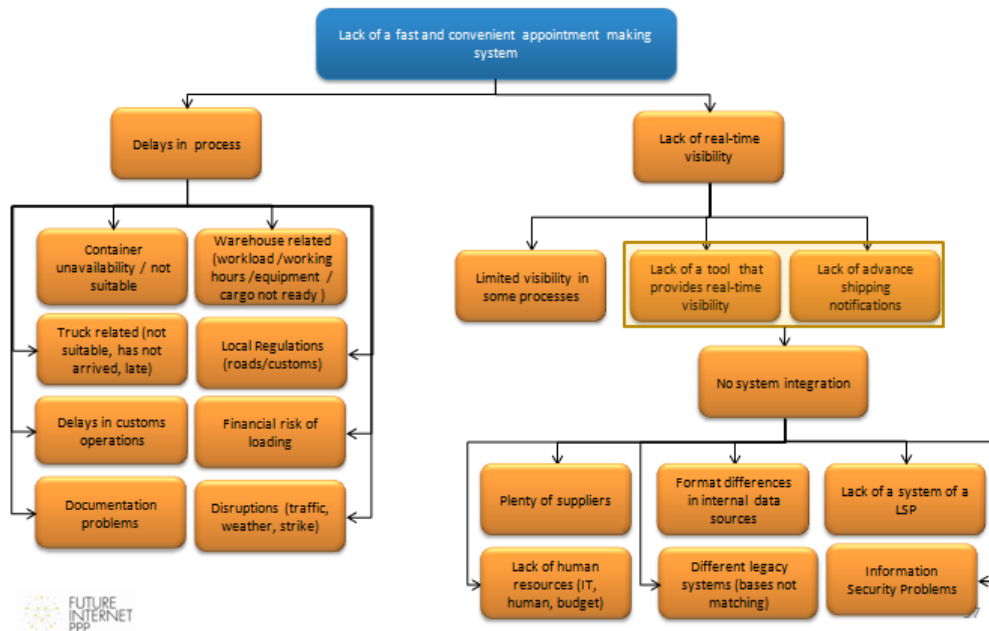 Lack of a fast and convenient appointment making
system
Delays in process
Lack of real-time
visibility
Container
unavailability / not
suitable
Warehouse related
(workload /working
hours /equipment /
cargo not ready )
Limited visibility in
some processes
Lack of a tool that
provides real-time
visibility
Lack of advance
shipping
notifications
Truck related (not
suitable, has not
arrived, late)
Local Regulations
(roads/customs)
No system integration
Delays in customs
operations
Financial risk of
loading
Plenty of suppliers
Format differences
in internal data
sources
Lack of a system of a
LSP
Documentation
problems
Disruptions (traffic,
weather, strike)
Lack of human
resources (IT,
human, budget)
Different legacy
systems (bases not
matching)
Information
Security Problems
FUTURE
INTERNET
PPP